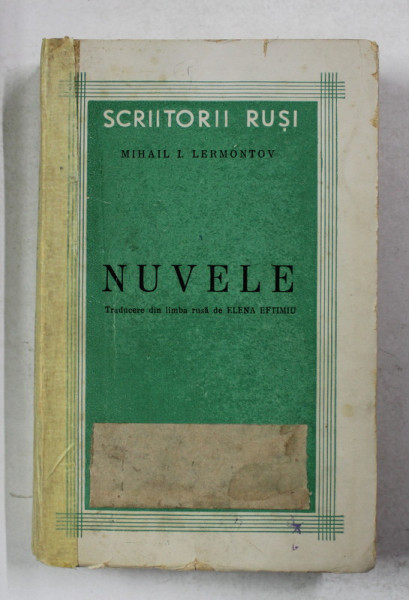 SCRIITORII RUȘI
MIHAIL I. LERMONTOV
NUVELE
Traducere din limba rusă de ELENA EFTIMIU